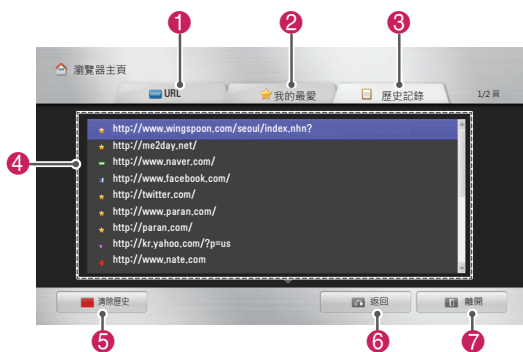 1 2 3
瀏覽器主頁
URL 我的最愛 歷史記錄 1/2 頁
http://www.wingspoon.com/seoul/index.nhn?
http://me2day.net/
http://www.naver.com/
4 http://www.facebook.com/
http://twitter.com/
http://www.paran.com/
http://paran.com/
http://kr.yahoo.com/?p=us
http://www.nate.com
清除歷史 返回 離開
5 6 7